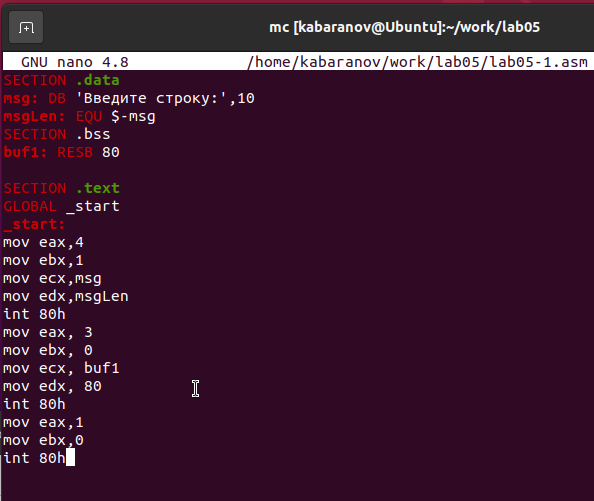 mc [kabaranov@Ubuntu]:~/work/lab05
GNU nano 4.8 /home/kabaranov/work/lab05/lab05-1.asm
SECTION .data
msg: DB 'Введите строку:',10
msgLen: EQU $-msg
SECTION .bss
buf1: RESB 80
SECTION .text
GLOBAL _start
_start:
mov eax,4
mov ebx,1
mov ecx,msg
mov edx,msgLen
int 80h
mov eax, 3
mov ebx, 0
mov ecx, buf1
mov edx, 80
int 80h
mov eax,1
mov ebx,0
int 80h